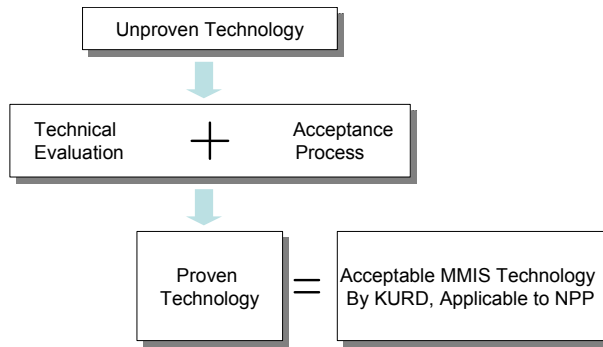 Unproven Technology
Technical Evaluation + Acceptance Process
Proven Technology = Acceptable MMIS Technology
By KURD, Applicable to NPP